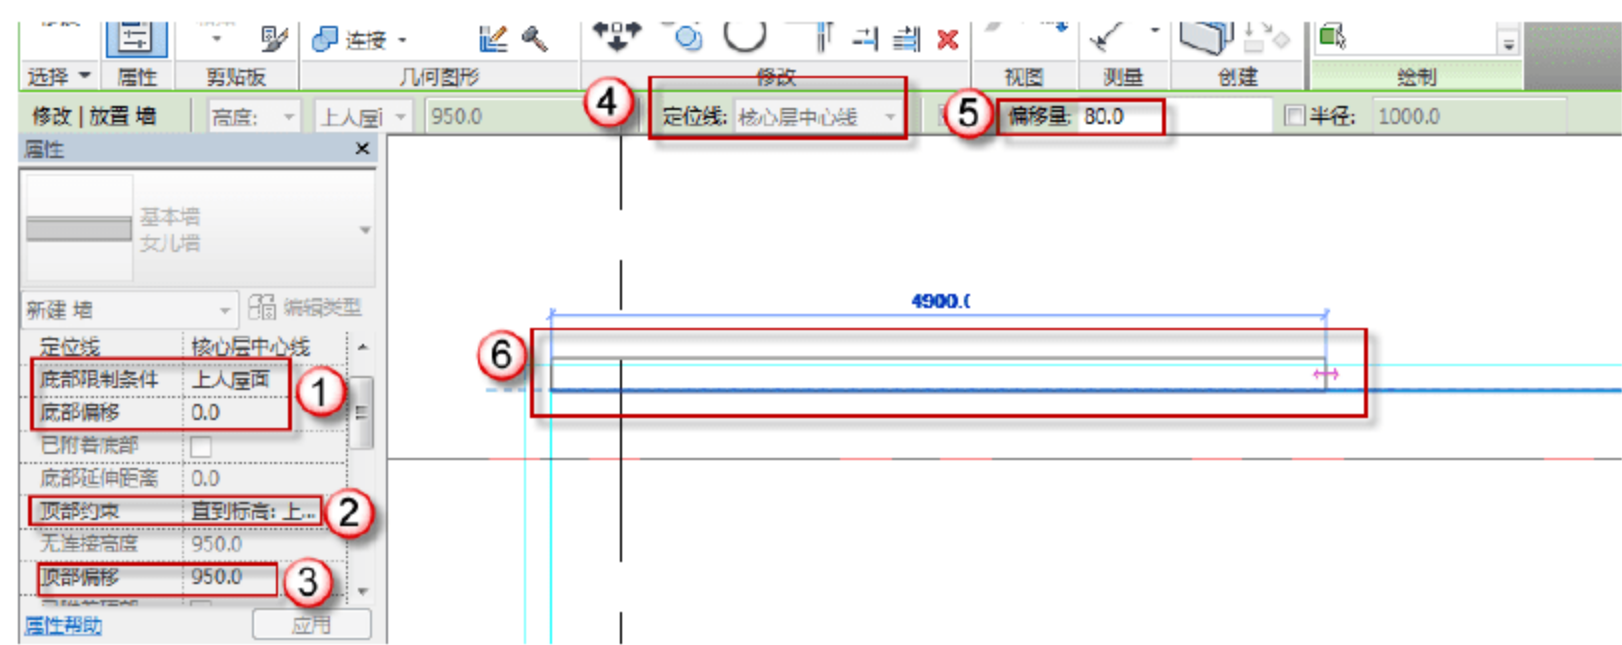 连接
选择 属性 剪贴板 几何图形 修改 视图 测量 创建 绘制
修改 | 放置 墙 高度: 上人屋 950.0 ④ 定位线: 核心层中心线 ⑤ 偏移量: 80.0 半径: 1000.0
属性
基本墙
女儿墙
新建 墙 编辑类型
定位线 核心层中心线
底部限制条件 上人屋面
①
底部偏移 0.0
已附着底部
底部延伸距离 0.0
顶部约束 直到标高: 上... ②
无连接高度 950.0
顶部偏移 950.0 ③
属性帮助 应用
4900.(
⑥